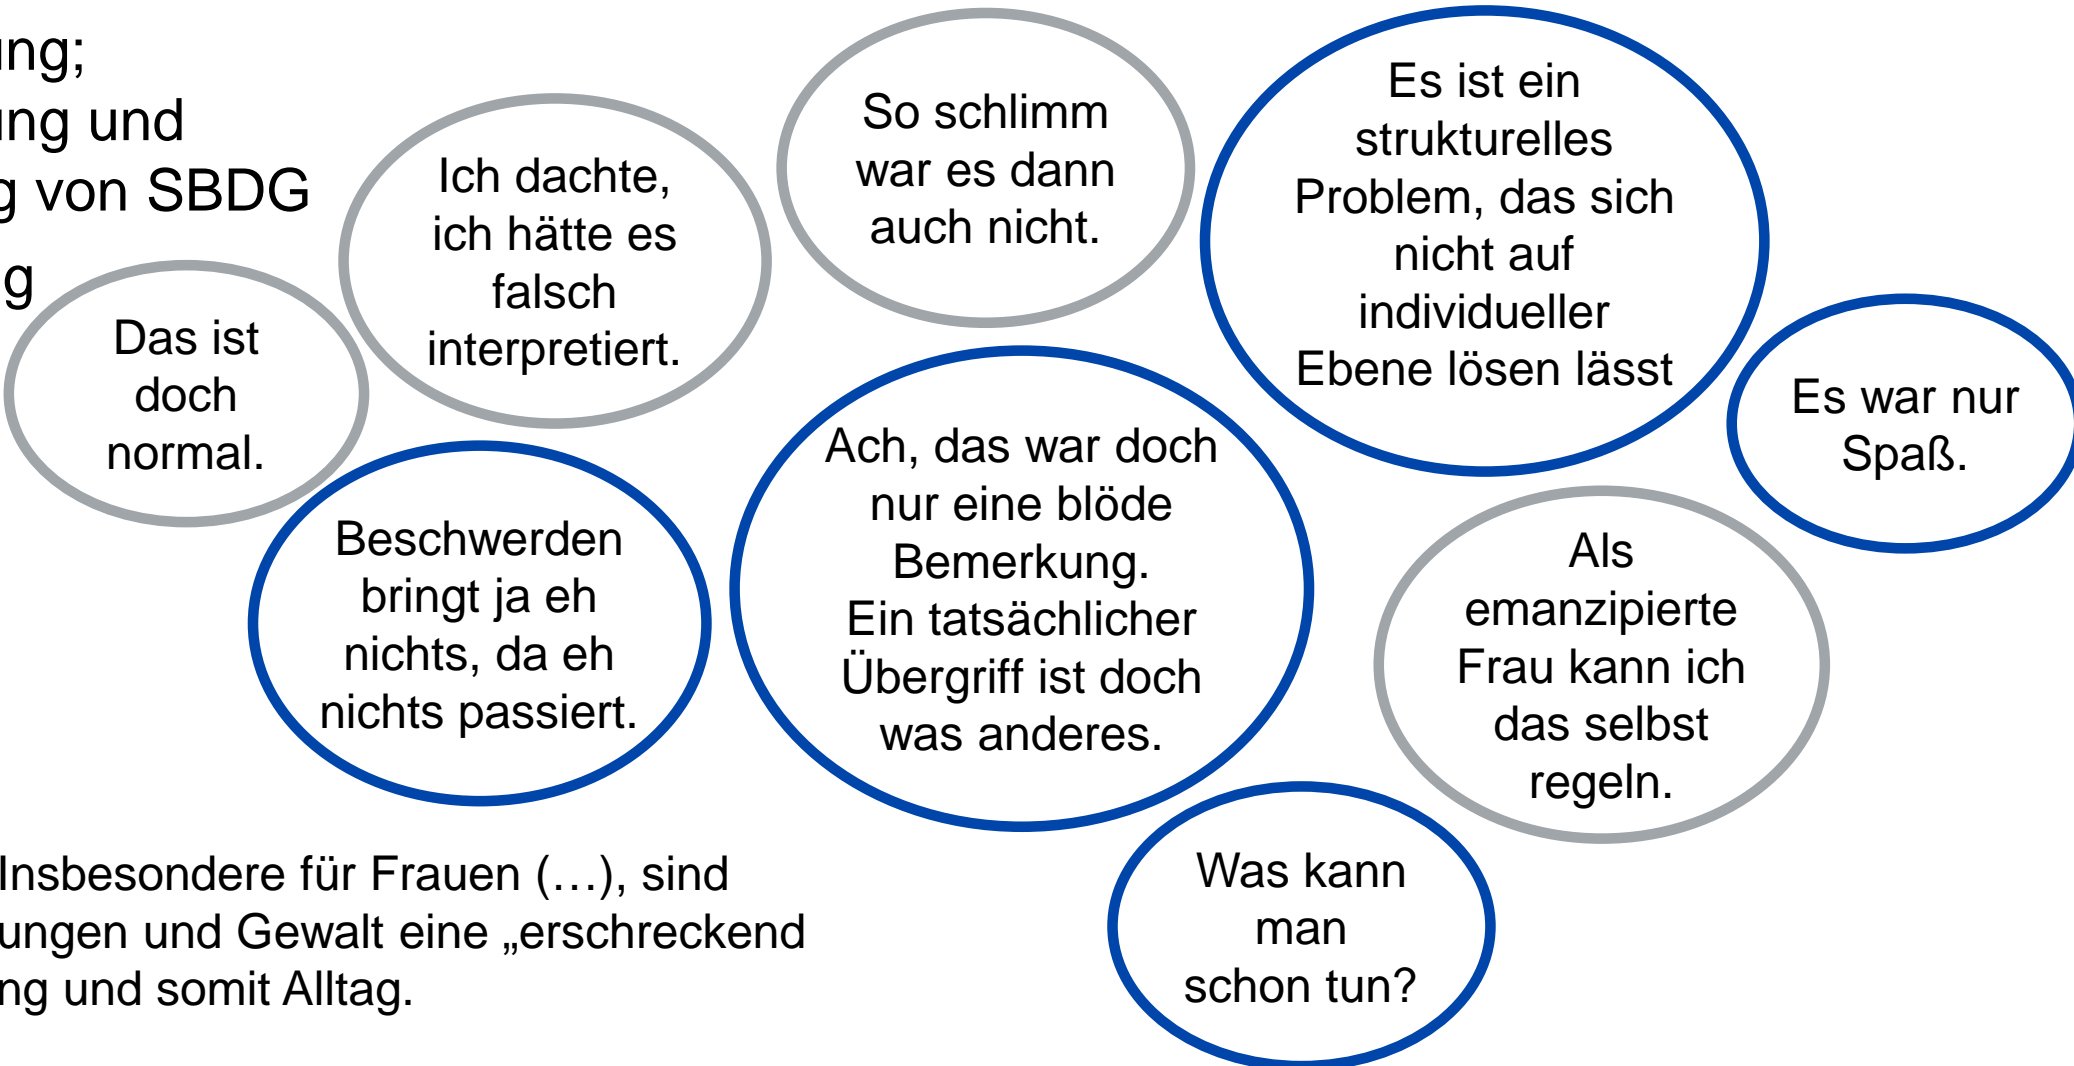 ung;
ung und
g von SBDG
g
Das ist
doch
normal.
Ich dachte,
ich hätte es
falsch
interpretiert.
So schlimm
war es dann
auch nicht.
Es ist ein
strukturelles
Problem, das sich
nicht auf
individueller
Ebene lösen lässt
Es war nur
Spaß.
Beschwerden
bringt ja eh
nichts, da eh
nichts passiert.
Ach, das war doch
nur eine blöde
Bemerkung.
Ein tatsächlicher
Übergriff ist doch
was anderes.
Als
emanzipierte
Frau kann ich
das selbst
regeln.
Was kann
man
schon tun?
Insbesondere für Frauen (…), sind
ungen und Gewalt eine „erschreckend
ng und somit Alltag.